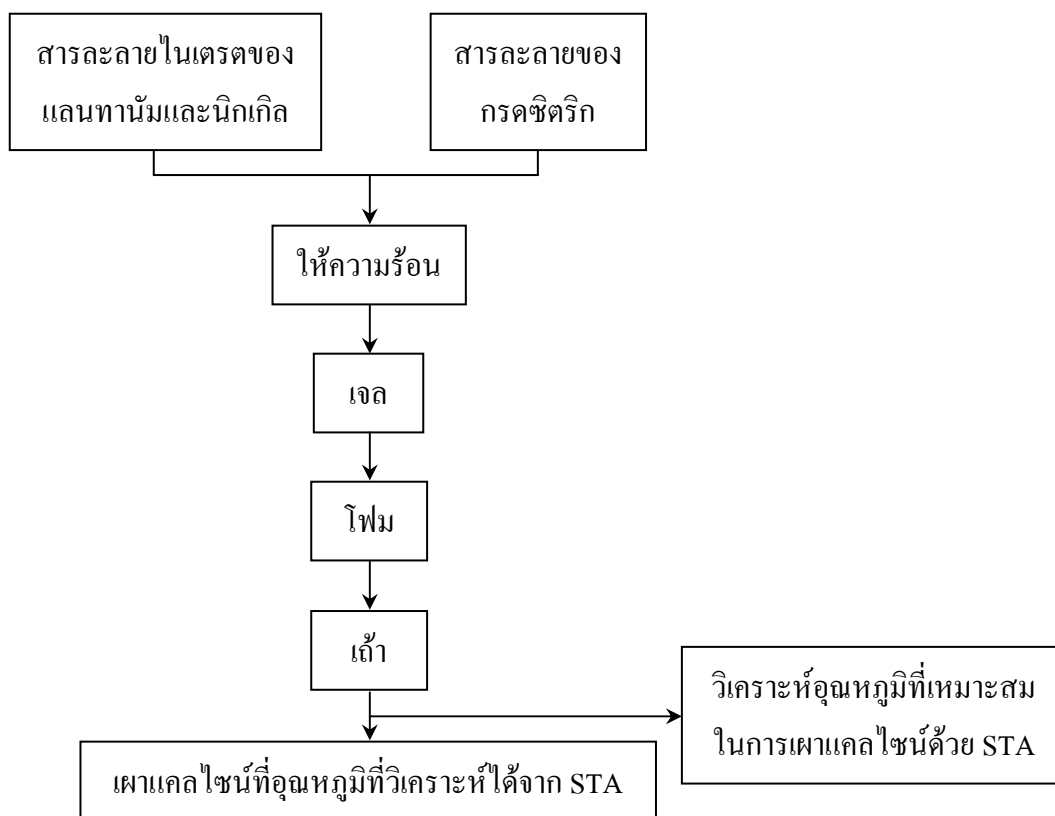 สารละลายไนเตรตของ
แลนทานัมและนิกเกิล
สารละลายของ
กรดซิตริก
ให้ความร้อน
เจล
โฟม
เถ้า
วิเคราะห์อุณหภูมิที่เหมาะสม
ในการเผาแคลไซน์ด้วย STA
เผาแคลไซน์ที่อุณหภูมิที่วิเคราะห์ได้จาก STA